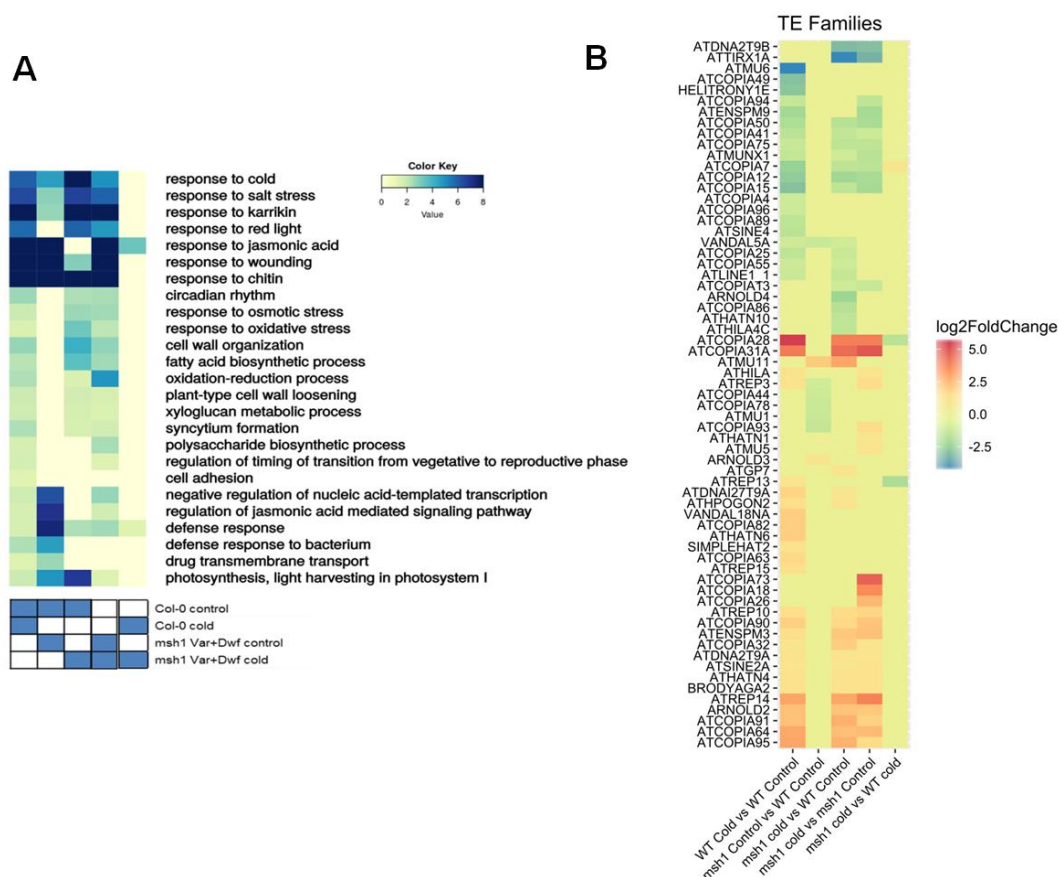 A
Color Key
0 2 4 6 8
Value
response to cold
response to salt stress
response to karrikin
response to red light
response to jasmonic acid
response to wounding
response to chitin
circadian rhythm
response to osmotic stress
response to oxidative stress
cell wall organization
fatty acid biosynthetic process
oxidation-reduction process
plant-type cell wall loosening
xyloglucan metabolic process
syncytium formation
polysaccharide biosynthetic process
regulation of timing of transition from vegetative to reproductive phase
cell adhesion
negative regulation of nucleic acid-templated transcription
regulation of jasmonic acid mediated signaling pathway
defense response
defense response to bacterium
drug transmembrane transport
photosynthesis, light harvesting in photosystem I
Col-0 control
Col-0 cold
msh1 Var+Dwf control
msh1 Var+Dwf cold
B
TE Families
ATDNA2T9B
ATTIRX1A
ATMU6
ATCOPIA49
HELITRONY1E
ATCOPIA94
ATENSPM9
ATCOPIA50
ATCOPIA41
ATCOPIA75
ATMUNX1
ATCOPIA7
ATCOPIA12
ATCOPIA15
ATCOPIA4
ATCOPIA96
ATCOPIA89
ATSINE4
VANDAL5A
ATCOPIA25
ATCOPIA55
ATLINE1_1
ATCOPIAT3
ARNOLD4
ATCOPIA86
ATHATN10
ATHILA4C
ATCOPIA28
ATCOPIA31A
ATMU11
ATHILA
ATREP3
ATCOPIA44
ATCOPIA78
ATMU1
ATCOPIA93
ATHATN1
ATMU5
ARNOLD3
ATGP7
ATREP13
ATDNAI27T9A
ATHPOGON2
VANDAL18NA
ATCOPIA82
ATHATN6
SIMPLEHAT2
ATCOPIA63
ATREP15
ATCOPIA73
ATCOPIA18
ATCOPIA26
ATREP10
ATCOPIA90
ATENSPM3
ATCOPIA32
ATDNA2T9A
ATSINE2A
ATHATN4
BRODYAGA2
ATREP14
ARNOLD2
ATCOPIA91
ATCOPIA64
ATCOPIA95
WT Cold vs WT Control
msh1 Control vs WT Control
msh1 cold vs WT Control
msh1 cold vs msh1 Control
msh1 cold vs WT cold
log2FoldChange
5.0
2.5
0.0
-2.5